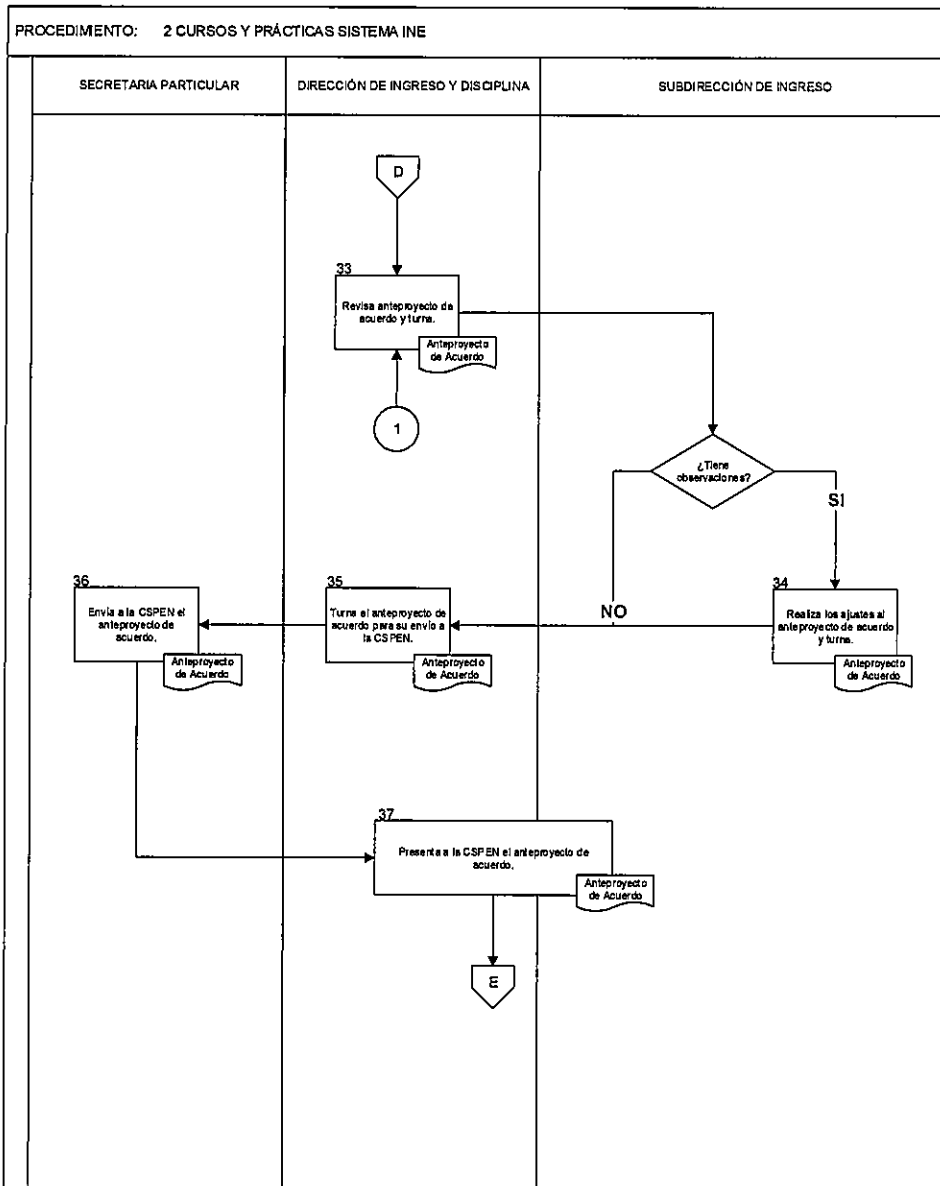 PROCEDIMIENTO: 2 CURSOS Y PRÁCTICAS SISTEMA INE
SECRETARIA PARTICULAR
DIRECCIÓN DE INGRESO Y DISCIPLINA
SUBDIRECCIÓN DE INGRESO
D
33
Revisa anteproyecto de
acuerdo y turna.
Anteproyecto
de Acuerdo
1
¿Tiene
observaciones?
SI
NO
34
Realiza los ajustes al
anteproyecto de acuerdo
y turna.
Anteproyecto
de Acuerdo
35
Turna el anteproyecto de
acuerdo para su envío a
la CSPEN.
Anteproyecto
de Acuerdo
36
Envía a la CSPEN el
anteproyecto de
acuerdo.
Anteproyecto
de Acuerdo
37
Presenta a la CSPEN el anteproyecto de
acuerdo.
Anteproyecto
de Acuerdo
E